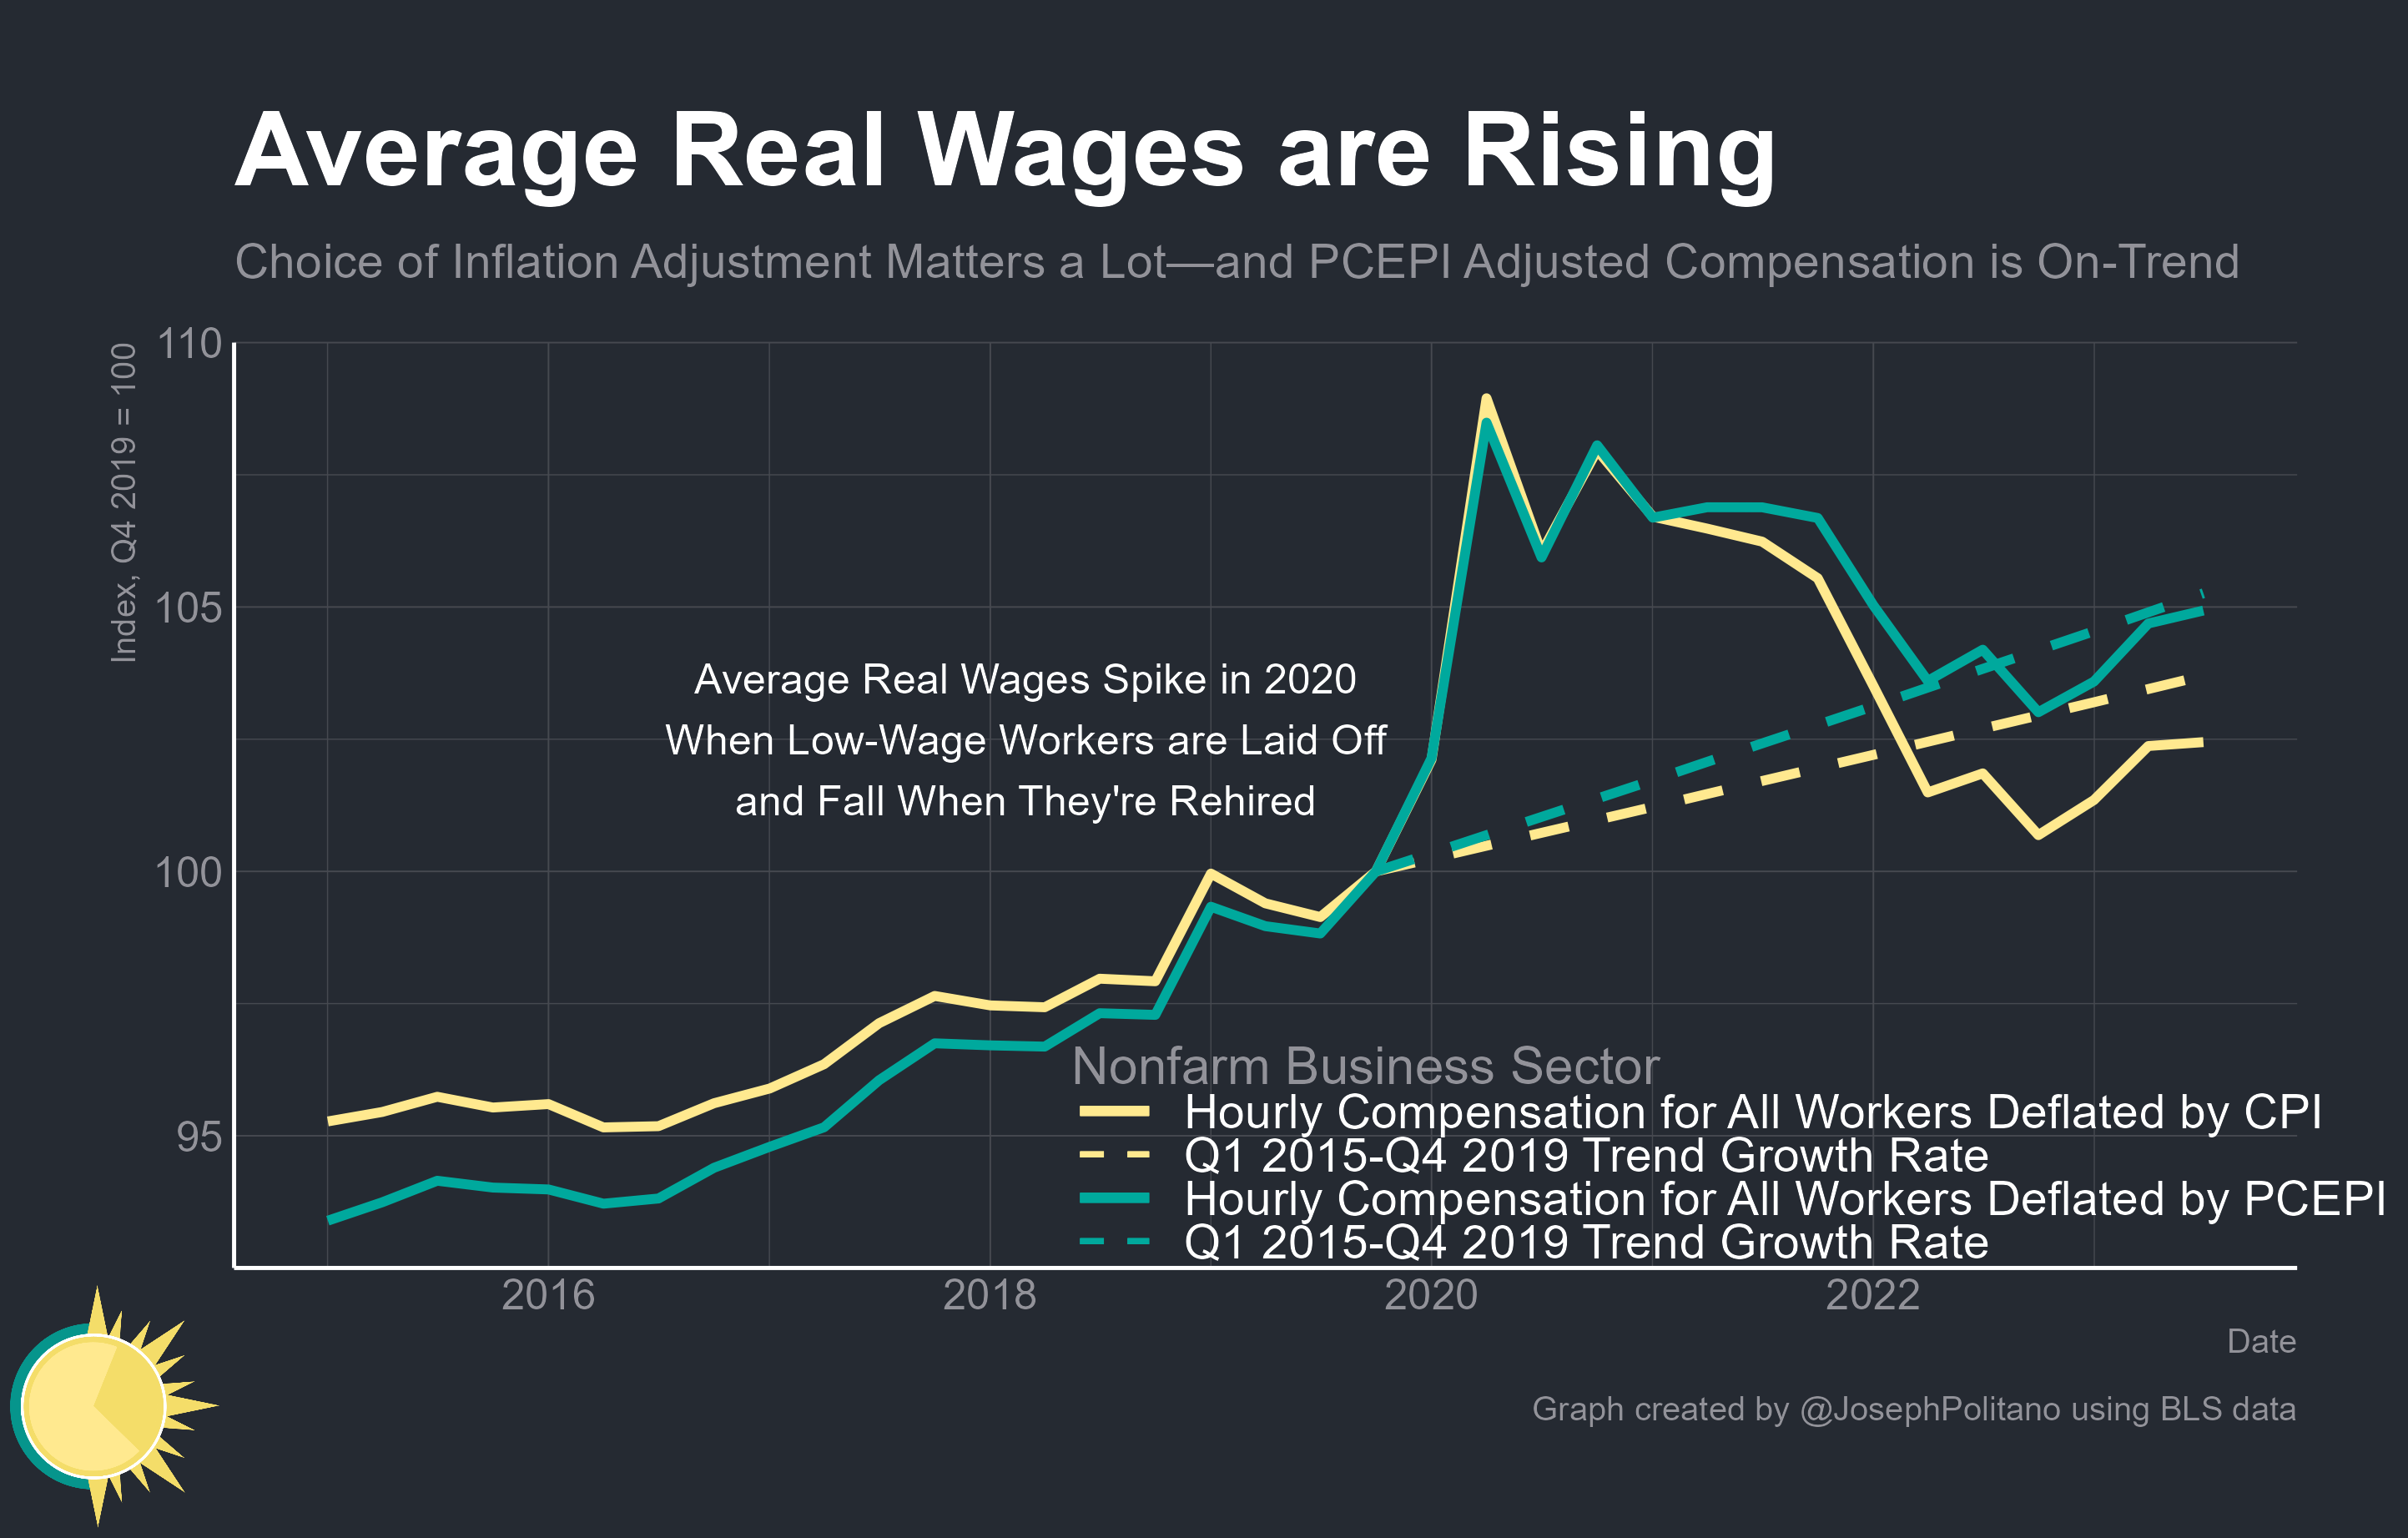 Average Real Wages are Rising
Choice of Inflation Adjustment Matters a Lot—and PCEPI Adjusted Compensation is On-Trend
Index, Q4 2019 = 100
110
105
100
95
Average Real Wages Spike in 2020
When Low-Wage Workers are Laid Off
and Fall When They're Rehired
Nonfarm Business Sector
Hourly Compensation for All Workers Deflated by CPI
Q1 2015-Q4 2019 Trend Growth Rate
Hourly Compensation for All Workers Deflated by PCEPI
Q1 2015-Q4 2019 Trend Growth Rate
2016 2018 2020 2022
Date
Graph created by @JosephPolitano using BLS data